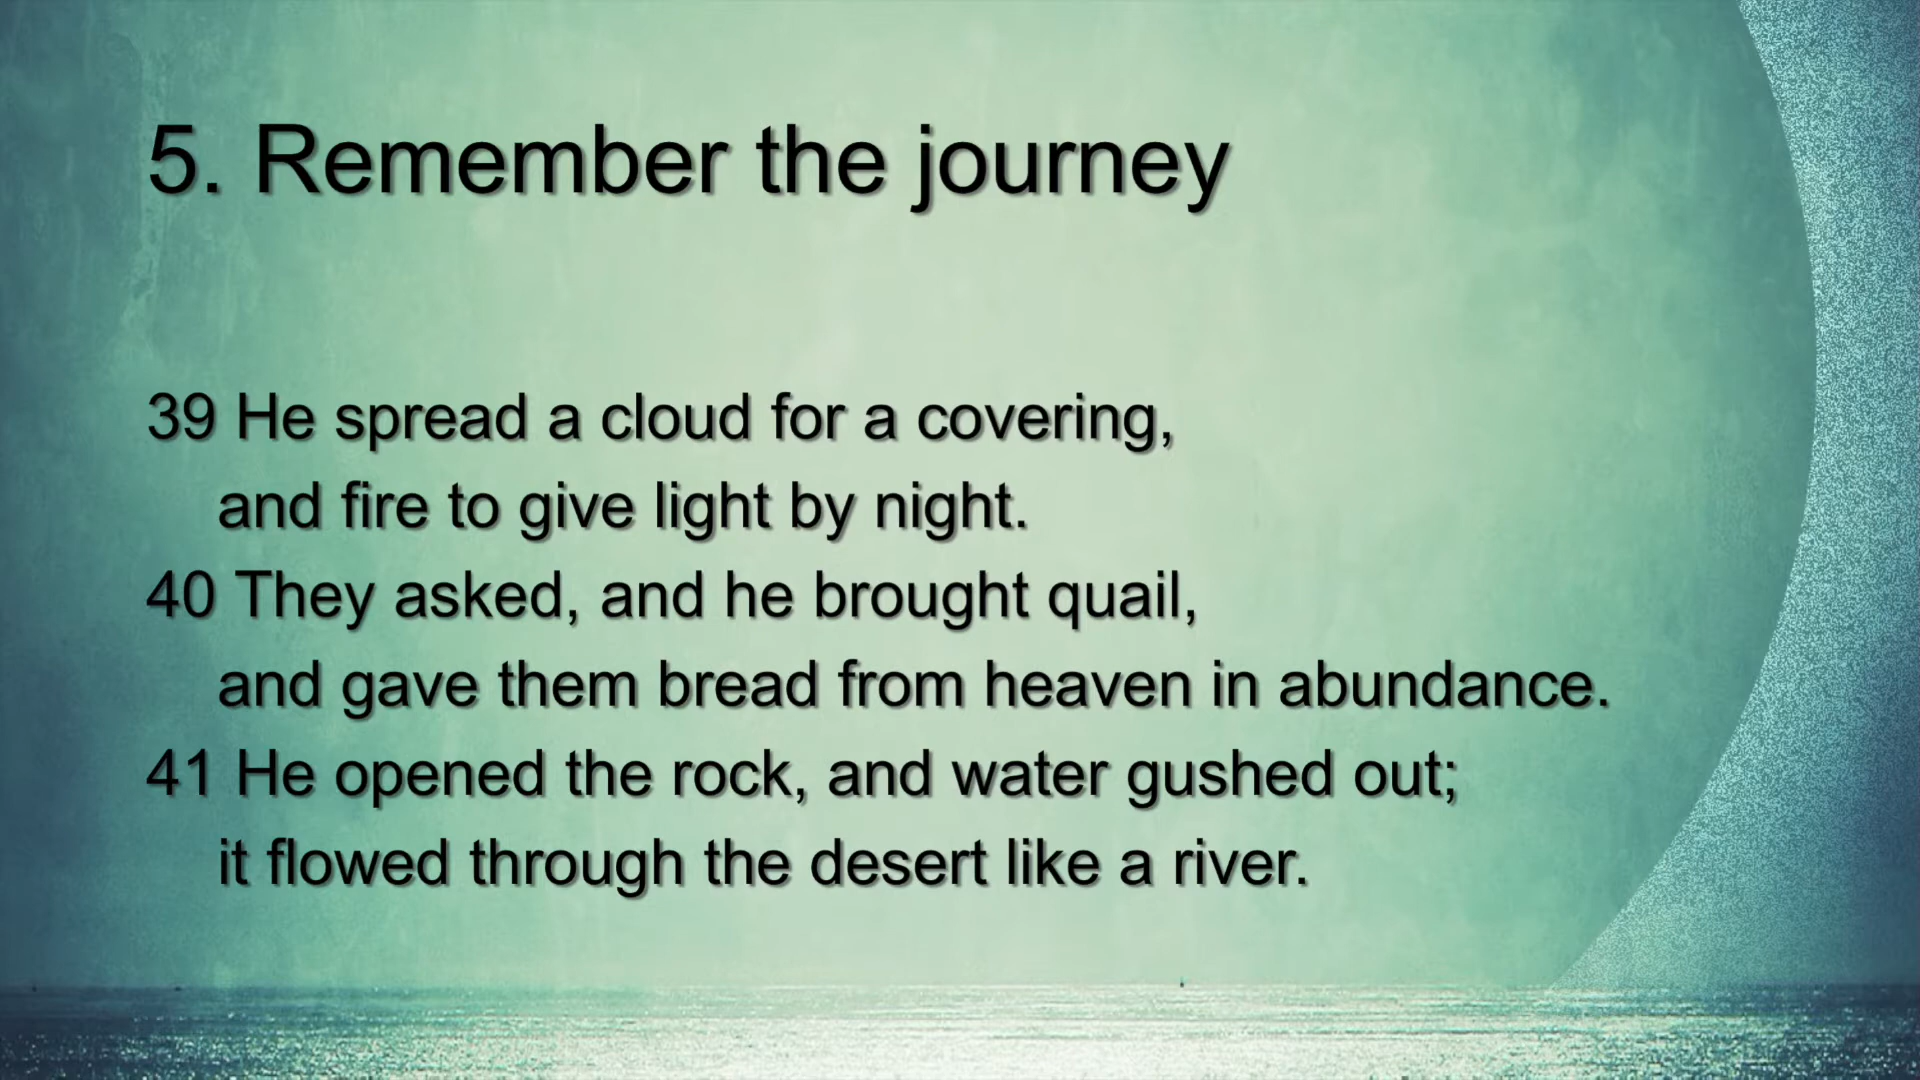 5. Remember the journey
39 He spread a cloud for a covering,
and fire to give light by night.
40 They asked, and he brought quail,
and gave them bread from heaven in abundance.
41 He opened the rock, and water gushed out;
it flowed through the desert like a river.